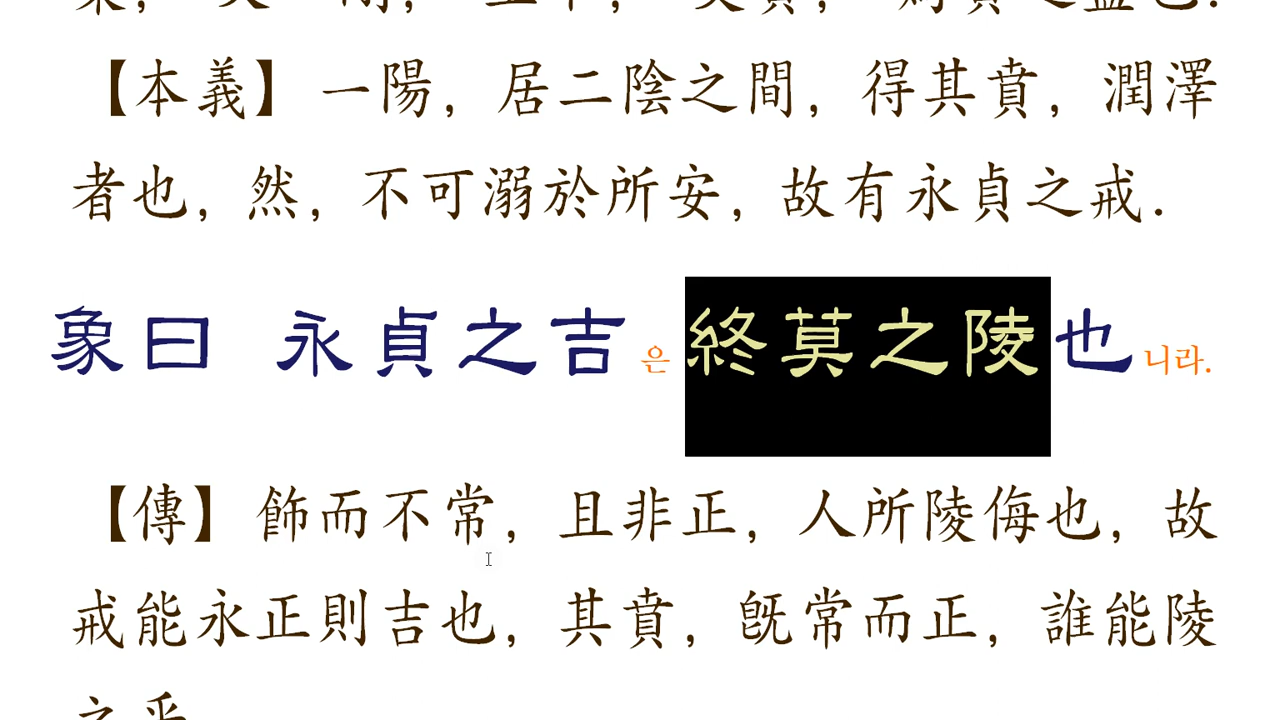 【本義】 一陽, 居二陰之間, 得其賁, 潤澤
者也, 然, 不可溺於所安, 故有永貞之戒.
象曰 永貞之吉은 終莫之陵也니라.
【傳】 飾而不常, 且非正, 人所陵侮也, 故
戒能永正則吉也, 其賁, 旣常而正, 誰能陵